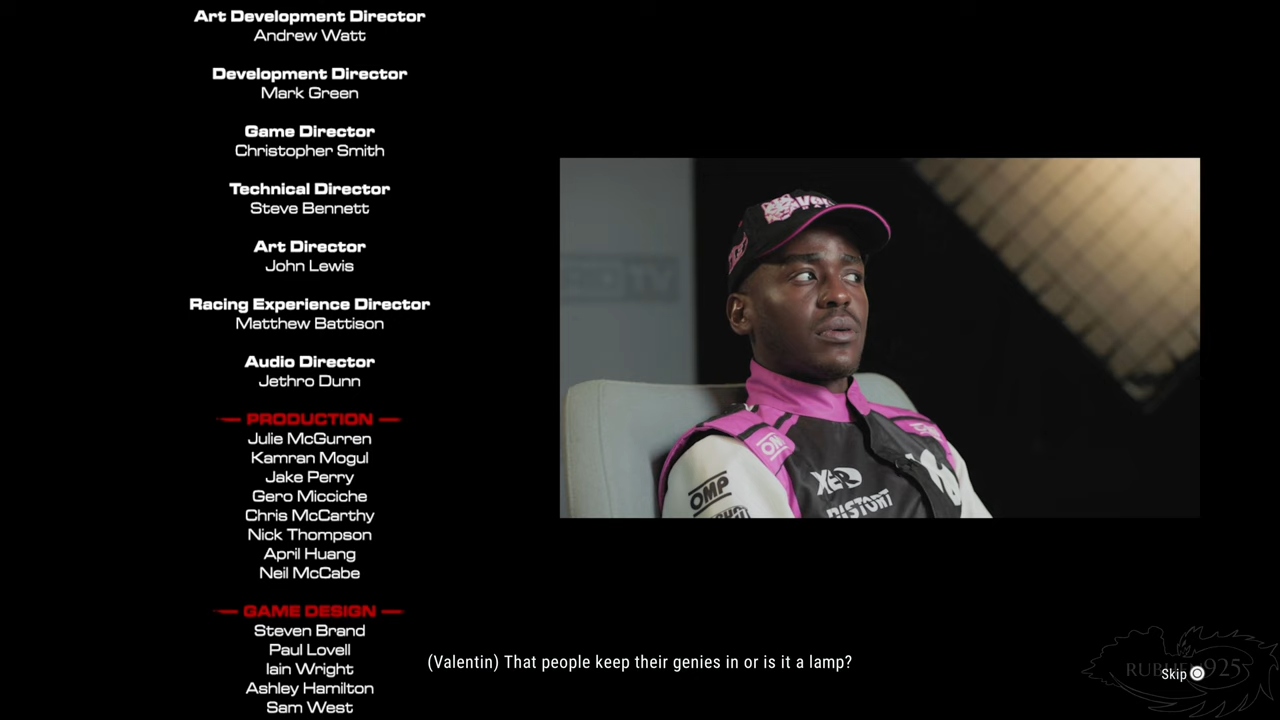 Art Development Director
Andrew Watt
Development Director
Mark Green
Game Director
Christopher Smith
Technical Director
Steve Bennett
Art Director
John Lewis
Racing Experience Director
Matthew Battison
Audio Director
Jethro Dunn
PRODUCTION
Julie McGurren
Kamran Mogul
Jake Perry
Gero Micciche
Chris McCarthy
Nick Thompson
April Huang
Neil McCabe
GAME DESIGN
Steven Brand
Paul Lovell
Iain Wright
Ashley Hamilton
Sam West
OMP
DISTORT
(Valentin) That people keep their genies in or is it a lamp?
Skip